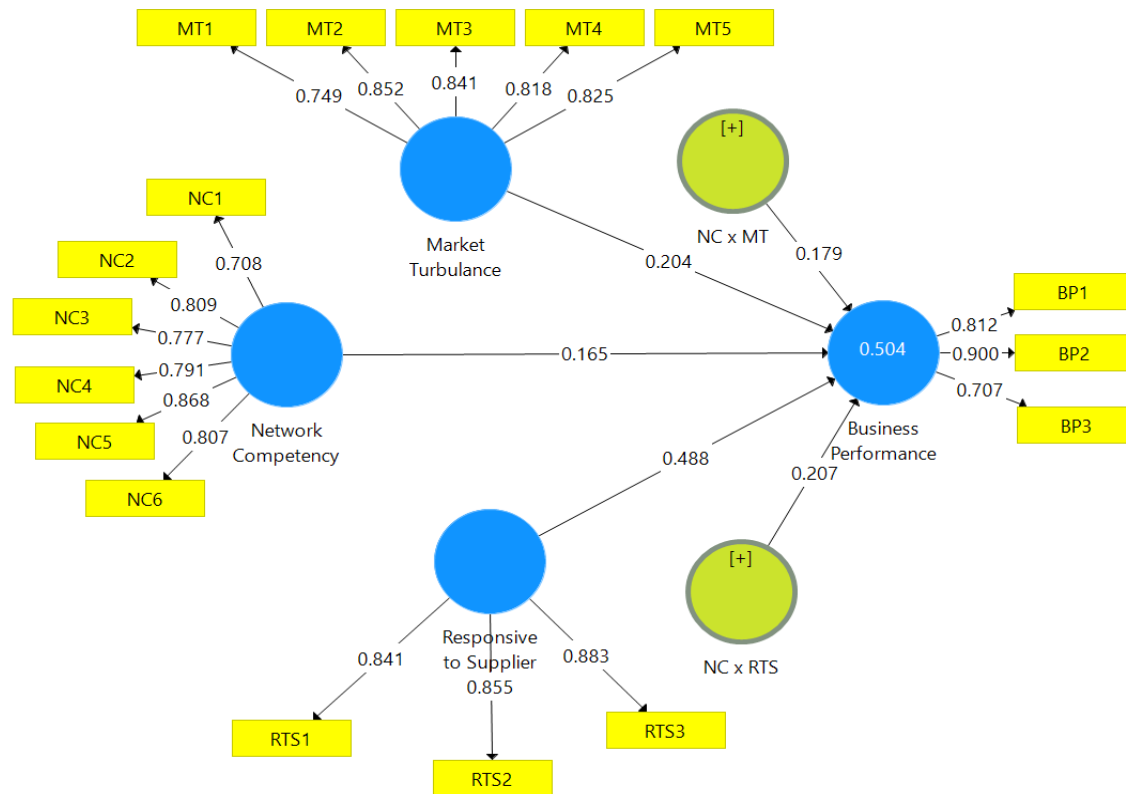 MT1
MT2
MT3
MT4
MT5
0.749
0.852
0.841
0.818
0.825
[+]
NC x MT
NC1
NC2
NC3
NC4
NC5
NC6
0.708
0.809
0.777
0.791
0.868
0.807
Market
Turbulance
0.204
0.179
Network
Competency
0.165
0.504
Business
Performance
BP1
BP2
BP3
0.812
0.900
0.707
0.488
0.207
Responsive
to Supplier
[+]
NC x RTS
0.841
0.855
0.883
RTS1
RTS2
RTS3